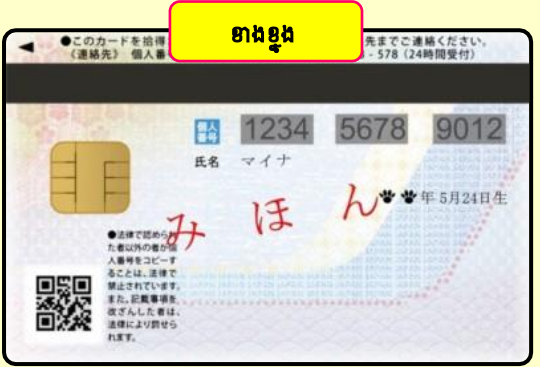 ខាងខ្នង
●このカードを拾得
先までご連絡ください。
《連絡先》 個人番
- 578 (24時間受付)
個人
番号
1234 5678 9012
氏名 マイナ
年 5月24日生
みほん
●法律で認められ
た者以外の者が個
人番号をコピーす
ることは、法律で
禁止されています。
また、記載事項を
改ざんした者は、
法律により罰せら
れます。